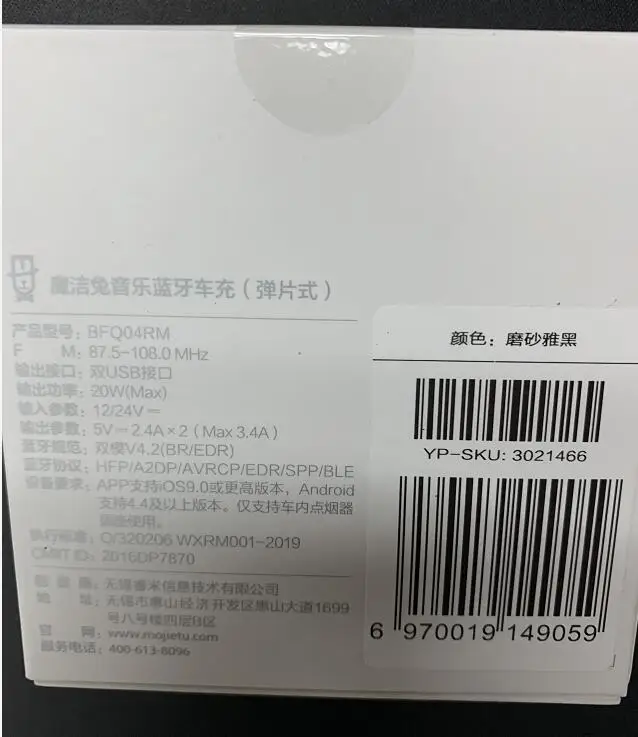 魔洁兔音乐蓝牙车充（弹片式）
产品型号：BFQ04RM
F M：87.5-108.0 MHz
输出接口：双USB接口
输出功率：20W(Max)
输入参数：12/24V⎓
输出参数：5V⎓2.4A×2（Max 3.4A）
蓝牙规范：双模V4.2(BR/EDR)
蓝牙协议：HFP/A2DP/AVRCP/EDR/SPP/BLE
设备要求：APP支持iOS9.0或更高版本，Android
支持4.4及以上版本。仅支持车内点烟器
固座使用。
执行标准：Q/320206 WXRM001-2019
CMIIT ID：2016DP7870
制造商：无锡睿米信息技术有限公司
地 址：无锡市惠山经济开发区惠山大道1699
号八号楼四层B区
官 网：www.mojietu.com
服务电话：400-613-8096
颜色：磨砂雅黑
YP-SKU: 3021466
6 970019 149059